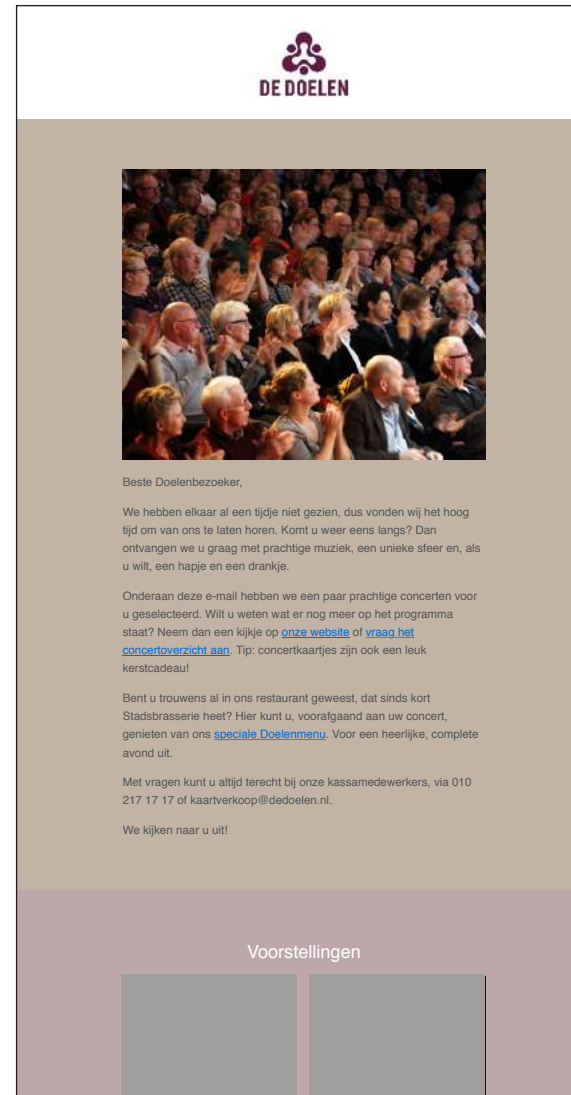 DE DOELEN
Beste Doelenbezoeker,
We hebben elkaar al een tijdje niet gezien, dus vonden wij het hoog
tijd om van ons te laten horen. Komt u weer eens langs? Dan
ontvangen we u graag met prachtige muziek, een unieke sfeer en, als
u wilt, een hapje en een drankje.
Onderaan deze e-mail hebben we een paar prachtige concerten voor
u geselecteerd. Wilt u weten wat er nog meer op het programma
staat? Neem dan een kijkje op onze website of vraag het
concertoverzicht aan. Tip: concertkaartjes zijn ook een leuk
kerstcadeau!
Bent u trouwens al in ons restaurant geweest, dat sinds kort
Stadsbrasserie heet? Hier kunt u, voorafgaand aan uw concert,
genieten van ons speciale Doelenmenu. Voor een heerlijke, complete
avond uit.
Met vragen kunt u altijd terecht bij onze kassamedewerkers, via 010
217 17 17 of kaartverkoop@dedoelen.nl.
We kijken naar u uit!
Voorstellingen